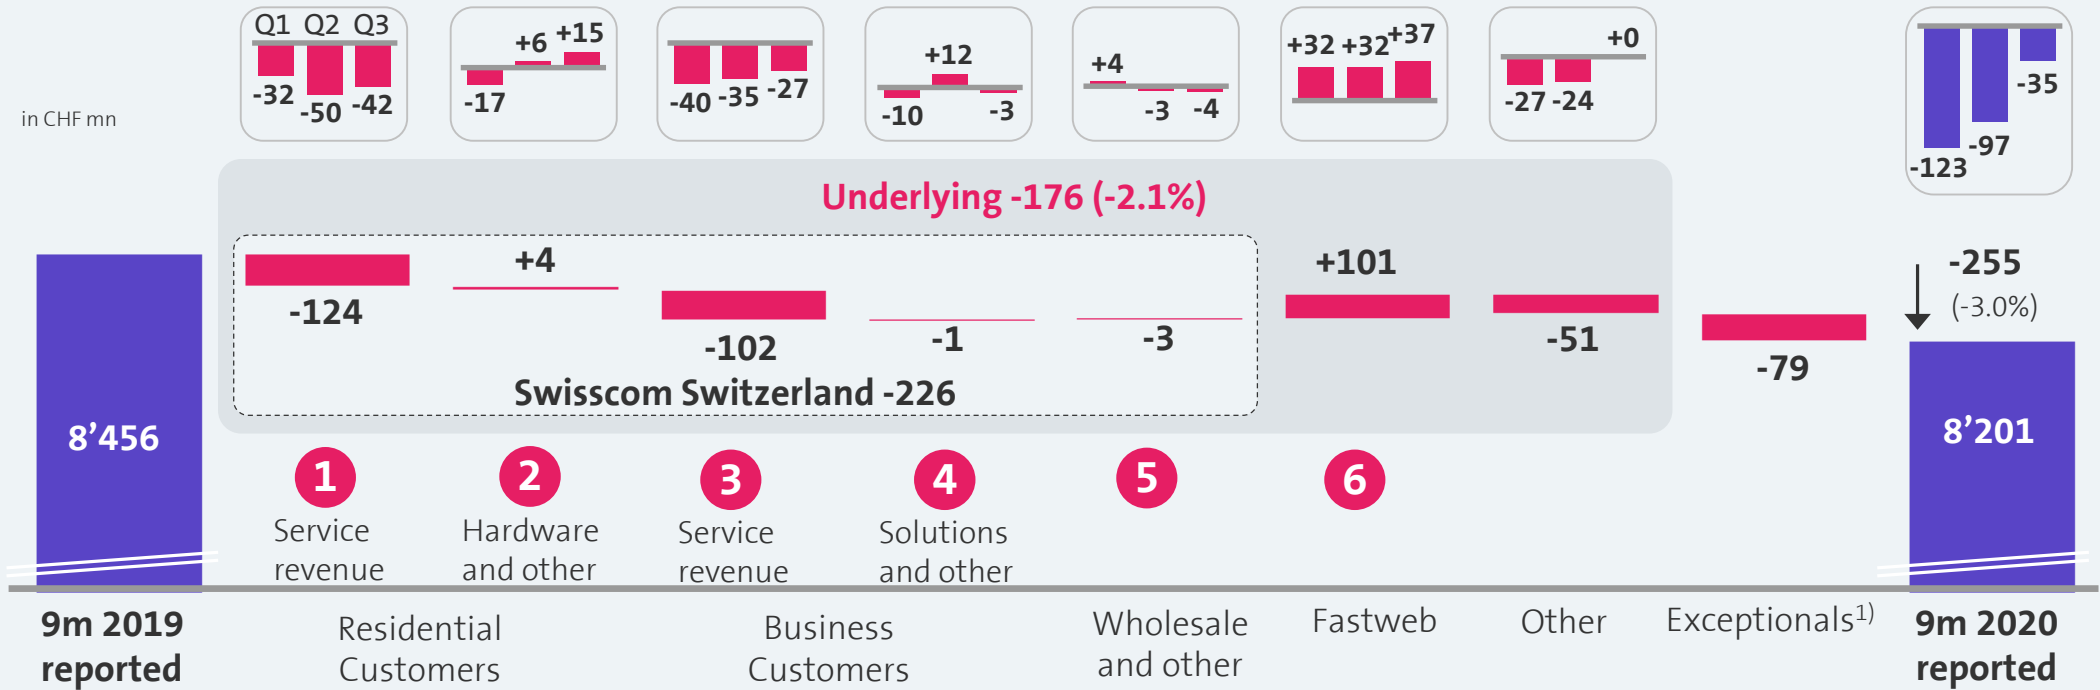 Q1 Q2 Q3
-32 -50 -42
+6 +15
-17
-40 -35 -27
+12
-10 -3
+4
-3 -4
+32 +32 +37
+0
-27 -24
-35
-97
-123
in CHF mn
Underlying -176 (-2.1%)
-124
+4
-102
-1
-3
+101
-51
-79
-255
(-3.0%)
Swisscom Switzerland -226
8’456
8’201
1
2
3
4
5
6
Service
revenue
Hardware
and other
Service
revenue
Solutions
and other
9m 2019
reported
Residential
Customers
Business
Customers
Wholesale
and other
Fastweb
Other
Exceptionals1)
9m 2020
reported